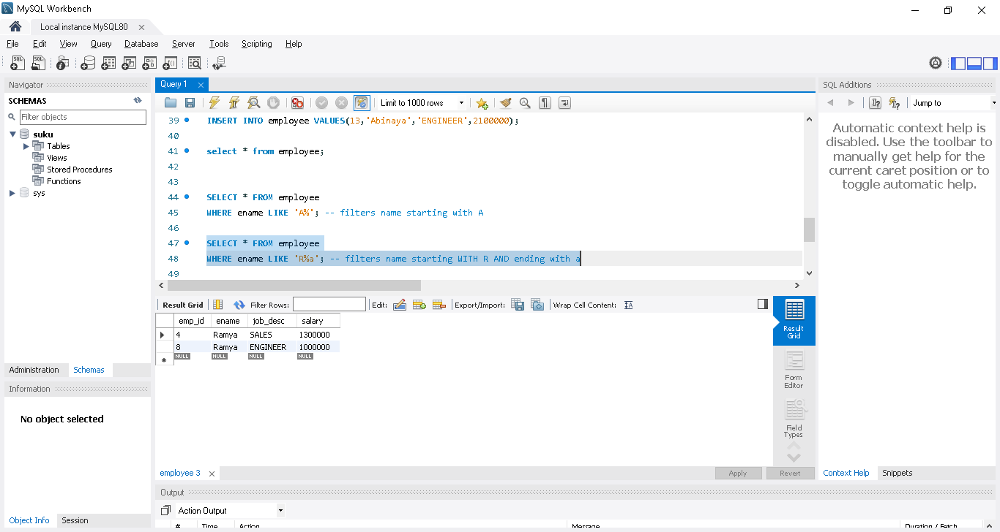 MySQL Workbench
Local instance MySQL80
File Edit View Query Database Server Tools Scripting Help
Navigator
SCHEMAS
Filter objects
suku
Tables
Views
Stored Procedures
Functions
sys
Administration Schemas
Information
No object selected
Object Info Session
Query 1
Limit to 1000 rows
39 INSERT INTO employee VALUES(13,'Abinaya','ENGINEER',2100000);
40
41 select * from employee;
42
43
44 SELECT * FROM employee
45 WHERE ename LIKE 'A%'; -- filters name starting with A
46
47 SELECT * FROM employee
48 WHERE ename LIKE 'R%a'; -- filters name starting WITH R AND ending with a
49
Result Grid Filter Rows: Edit: Export/Import: Wrap Cell Content:
emp_id ename job_desc salary
4 Ramya SALES 1300000
8 Ramya ENGINEER 1000000
NULL NULL NULL NULL
Result
Grid
Form
Editor
Field
Types
employee 3
Apply Revert
Output
Action Output
# Time Action Message Duration / Fetch
SQL Additions
Jump to
Automatic context help is
disabled. Use the toolbar to
manually get help for the
current caret position or to
toggle automatic help.
Context Help Snippets